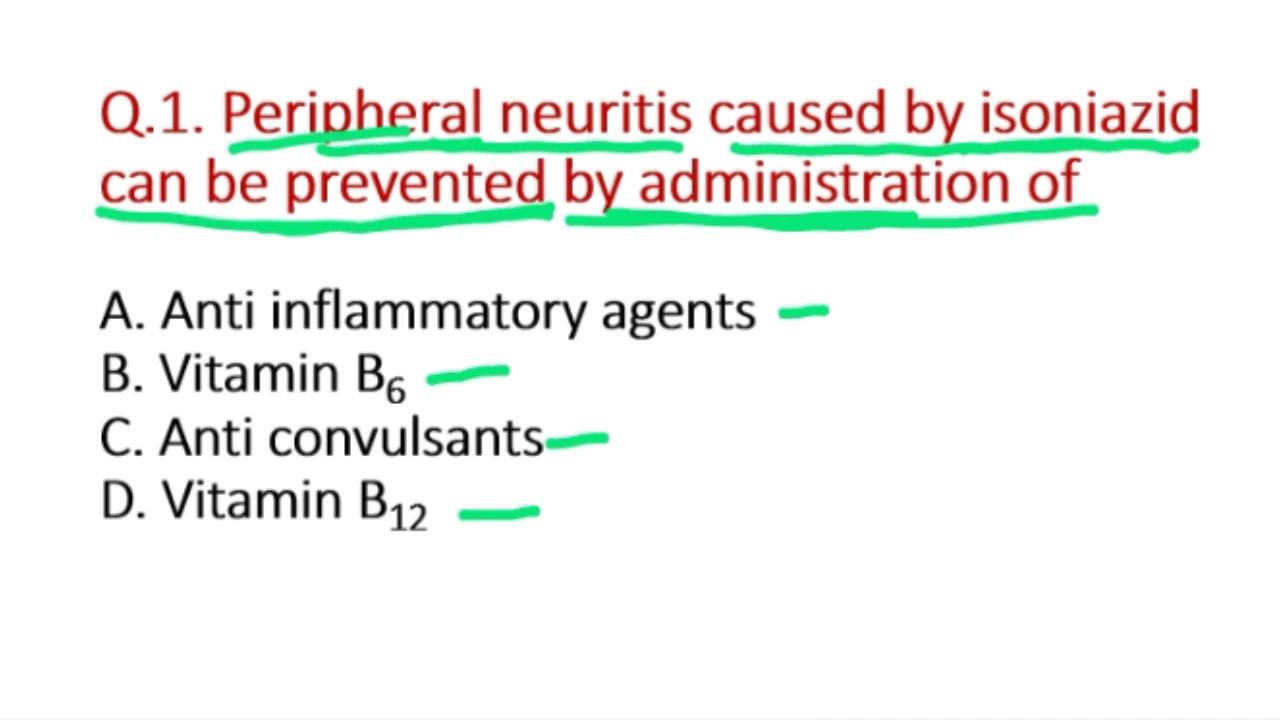 Q.1. Peripheral neuritis caused by isoniazid
can be prevented by administration of
A. Anti inflammatory agents
B. Vitamin B₆
C. Anti convulsants
D. Vitamin B₁₂